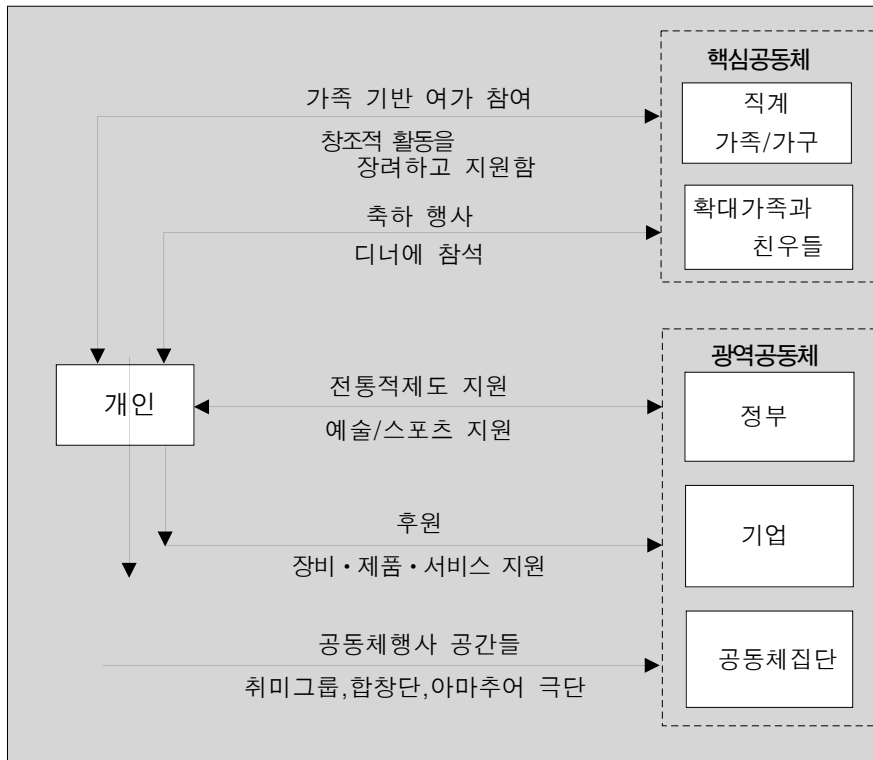 핵심공동체
가족 기반 여가 참여
직계
가족/가구
창조적 활동을
장려하고 지원함
축하 행사
확대가족과
친우들
디너에 참석
광역공동체
개인
전통적제도 지원
정부
예술/스포츠 지원
후원
기업
장비·제품·서비스 지원
공동체행사 공간들
공동체집단
취미그룹,합창단,아마추어 극단